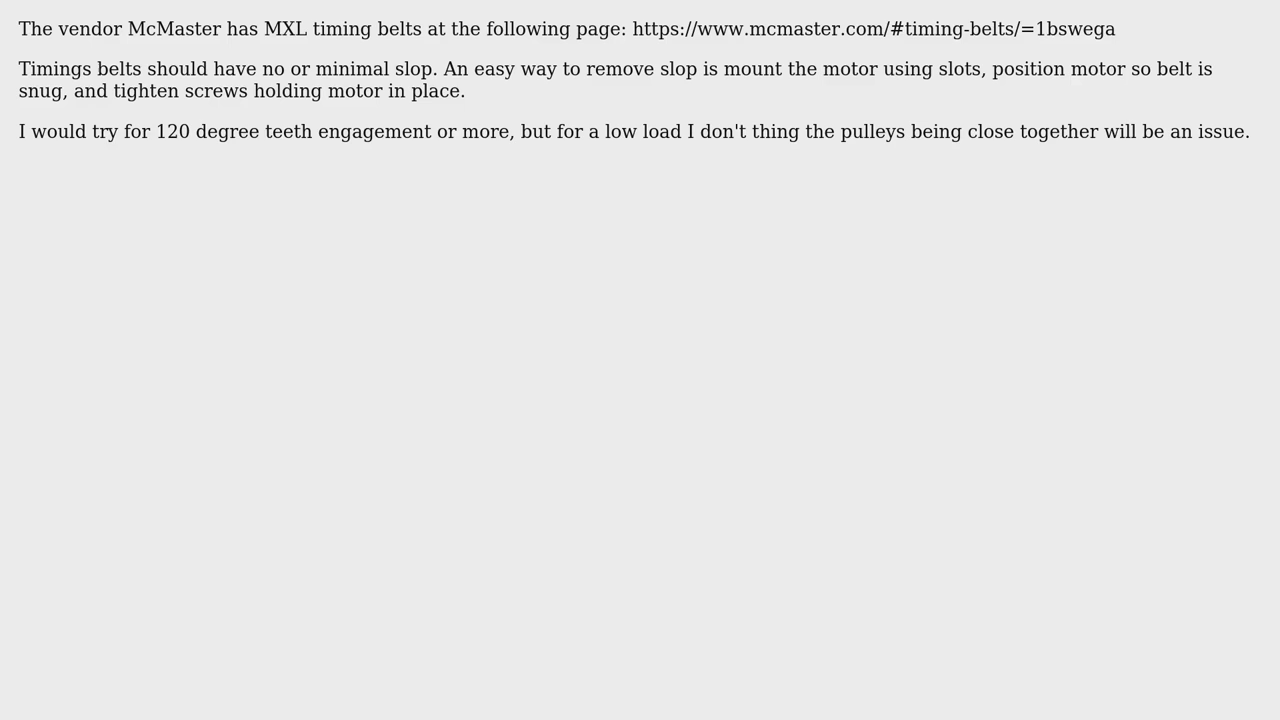 The vendor McMaster has MXL timing belts at the following page: https://www.mcmaster.com/#timing-belts/=1bswega
Timings belts should have no or minimal slop. An easy way to remove slop is mount the motor using slots, position motor so belt is
snug, and tighten screws holding motor in place.
I would try for 120 degree teeth engagement or more, but for a low load I don't thing the pulleys being close together will be an issue.